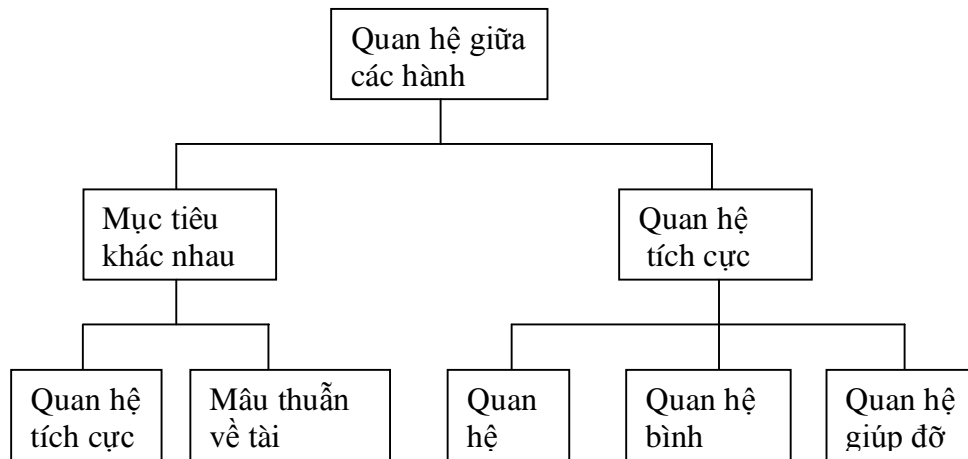 Quan hệ giữa
các hành
Mục tiêu
khác nhau
Quan hệ
tích cực
Quan hệ
tích cực
Mâu thuẫn
về tài
Quan
hệ
Quan hệ
bình
Quan hệ
giúp đỡ